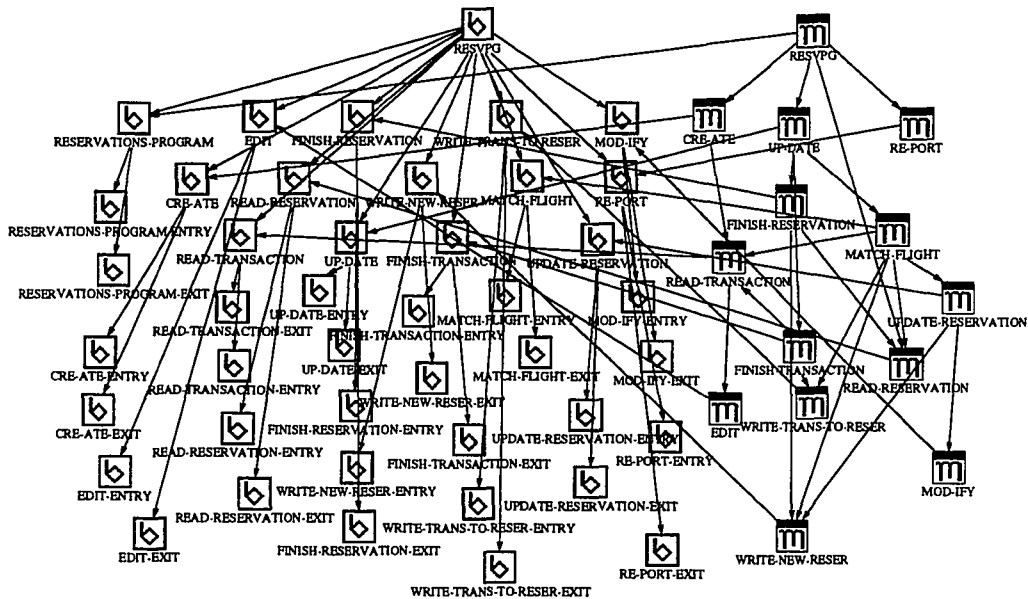 RESVPG
RESVPG
RESERVATIONS-PROGRAM
EDIT
FINISH-RESERVATION
WRITE-TRANS-TO-RESER
MOD-IFY
CRE-ATE
UP-DATE
RE-PORT
CRE-ATE
READ-RESERVATION
WRITE-NEW-RESER
MATCH-FLIGHT
RE-PORT
RESERVATIONS-PROGRAM-ENTRY
FINISH-RESERVATION
READ-TRANSACTION
UP-DATE
FINISH-TRANSACTION
UPDATE-RESERVATION
MATCH-FLIGHT
RESERVATIONS-PROGRAM-EXIT
READ-TRANSACTION
UP-DATE-ENTRY
READ-TRANSACTION-EXIT
FINISH-TRANSACTION-ENTRY
MATCH-FLIGHT-ENTRY
MOD-IFY-ENTRY
UPDATE-RESERVATION
CRE-ATE-ENTRY
READ-TRANSACTION-ENTRY
UP-DATE-EXIT
MATCH-FLIGHT-EXIT
MOD-IFY-EXIT
FINISH-TRANSACTION
READ-RESERVATION
WRITE-NEW-RESER-EXIT
CRE-ATE-EXIT
FINISH-RESERVATION-ENTRY
UPDATE-RESERVATION-ENTRY
EDIT
WRITE-TRANS-TO-RESER
READ-RESERVATION-ENTRY
FINISH-TRANSACTION-EXIT
RE-PORT-ENTRY
EDIT-ENTRY
WRITE-NEW-RESER-ENTRY
UPDATE-RESERVATION-EXIT
MOD-IFY
READ-RESERVATION-EXIT
WRITE-TRANS-TO-RESER-ENTRY
EDIT-EXIT
FINISH-RESERVATION-EXIT
WRITE-NEW-RESER
RE-PORT-EXIT
WRITE-TRANS-TO-RESER-EXIT